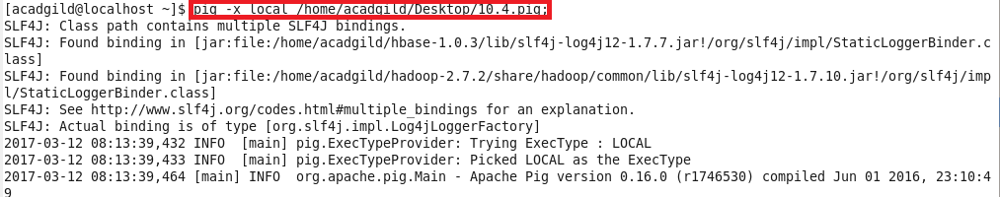 [acadgild@localhost ~]$ pig -x local /home/acadgild/Desktop/10.4.pig;
SLF4J: Class path contains multiple SLF4J bindings.
SLF4J: Found binding in [jar:file:/home/acadgild/hbase-1.0.3/lib/slf4j-log4j12-1.7.7.jar!/org/slf4j/impl/StaticLoggerBinder.c
lass]
SLF4J: Found binding in [jar:file:/home/acadgild/hadoop-2.7.2/share/hadoop/common/lib/slf4j-log4j12-1.7.10.jar!/org/slf4j/imp
l/StaticLoggerBinder.class]
SLF4J: See http://www.slf4j.org/codes.html#multiple_bindings for an explanation.
SLF4J: Actual binding is of type [org.slf4j.impl.Log4jLoggerFactory]
2017-03-12 08:13:39,432 INFO  [main] pig.ExecTypeProvider: Trying ExecType : LOCAL
2017-03-12 08:13:39,433 INFO  [main] pig.ExecTypeProvider: Picked LOCAL as the ExecType
2017-03-12 08:13:39,464 [main] INFO  org.apache.pig.Main - Apache Pig version 0.16.0 (r1746530) compiled Jun 01 2016, 23:10:4
9